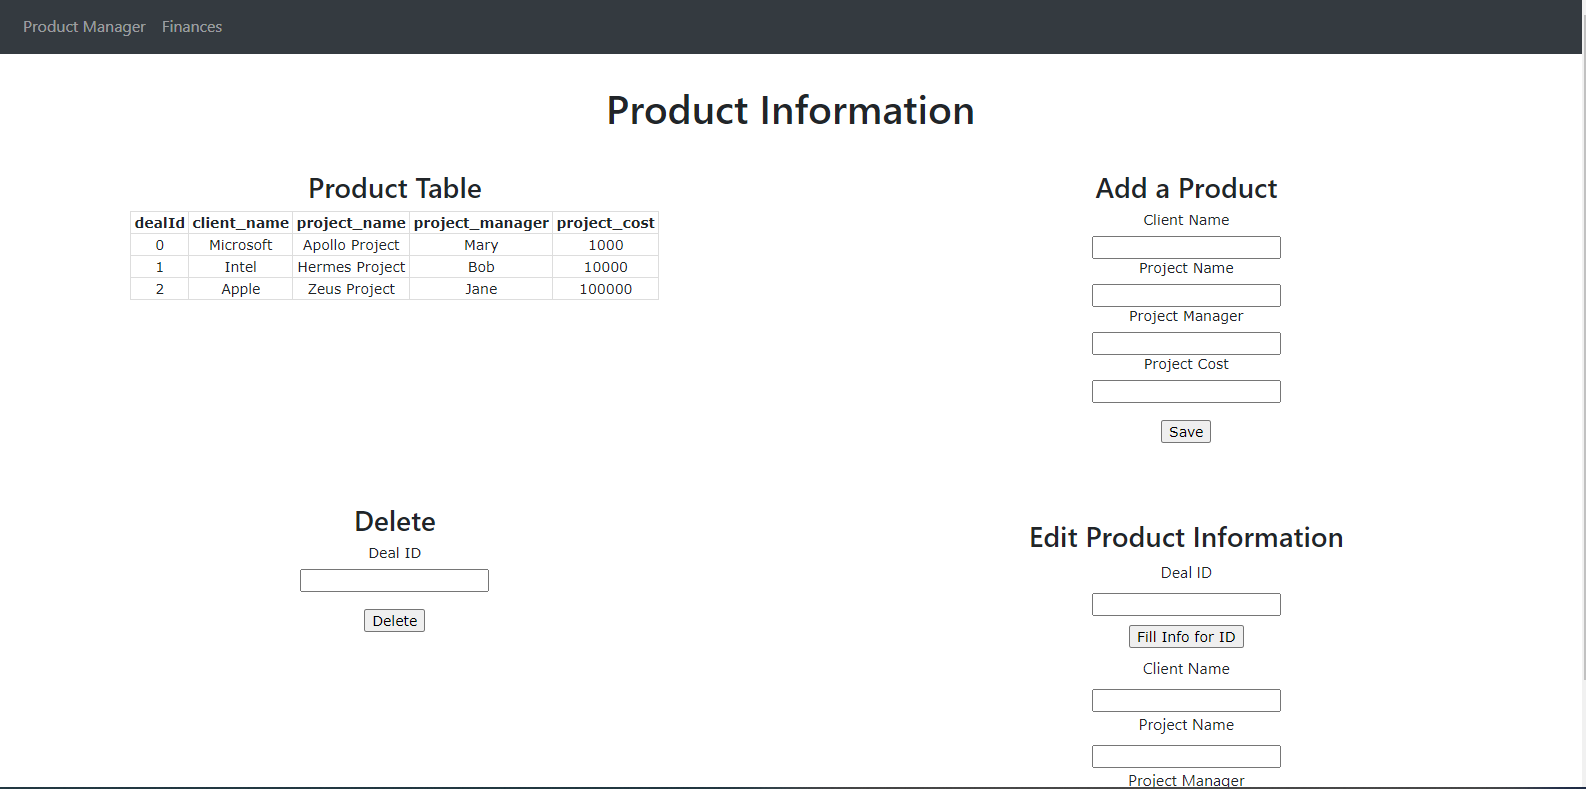 Product Manager Finances
Product Information
Product Table
dealId client_name project_name project_manager project_cost
0 Microsoft Apollo Project Mary 1000
1 Intel Hermes Project Bob 10000
2 Apple Zeus Project Jane 100000
Add a Product
Client Name
Project Name
Project Manager
Project Cost
Save
Delete
Deal ID
Delete
Edit Product Information
Deal ID
Fill Info for ID
Client Name
Project Name
Project Manager